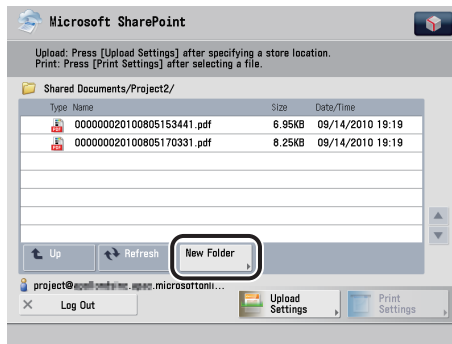 Microsoft SharePoint
Upload: Press [Upload Settings] after specifying a store location.
Print: Press [Print Settings] after selecting a file.
Shared Documents/Project2/
Type Name Size Date/Time
000000020100805153441.pdf 6.95KB 09/14/2010 19:19
000000020100805170331.pdf 8.25KB 09/14/2010 19:19
Up Refresh New Folder
project@ .microsoftonli...
Log Out
Upload Settings
Print Settings